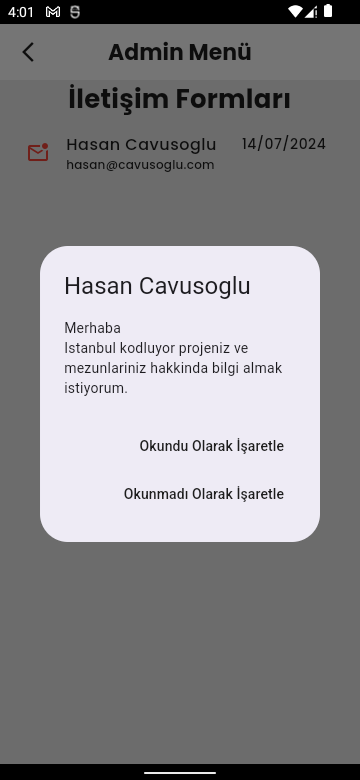 4:01
Admin Menü
İletişim Formları
Hasan Cavusoglu 14/07/2024
hasan@cavusoglu.com
Hasan Cavusoglu
Merhaba
Istanbul kodluyor projeniz ve
mezunlariniz hakkinda bilgi almak
istiyorum.
Okundu Olarak İşaretle
Okunmadı Olarak İşaretle